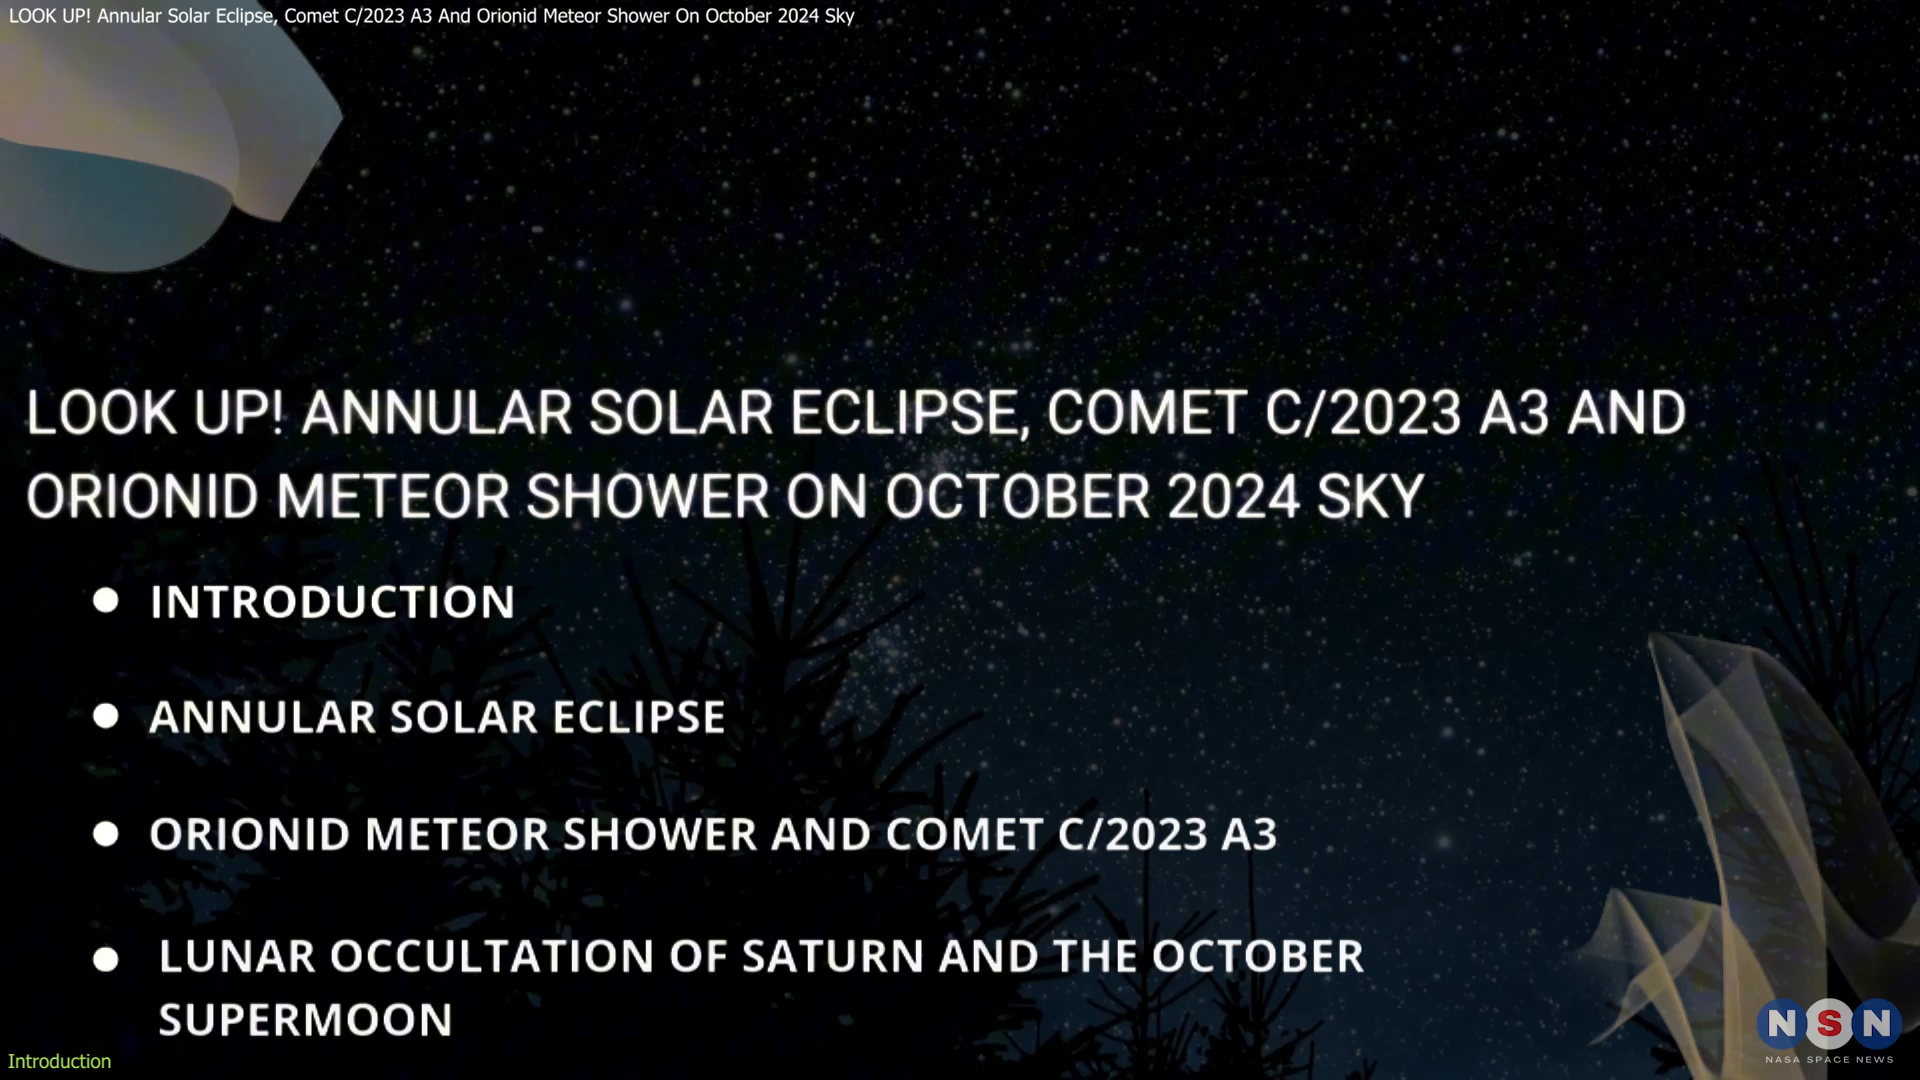 LOOK UP! Annular Solar Eclipse, Comet C/2023 A3 And Orionid Meteor Shower On October 2024 Sky
LOOK UP! ANNULAR SOLAR ECLIPSE, COMET C/2023 A3 AND
ORIONID METEOR SHOWER ON OCTOBER 2024 SKY
INTRODUCTION
ANNULAR SOLAR ECLIPSE
ORIONID METEOR SHOWER AND COMET C/2023 A3
LUNAR OCCULTATION OF SATURN AND THE OCTOBER
SUPERMOON
NSN
NASA SPACE NEWS
Introduction